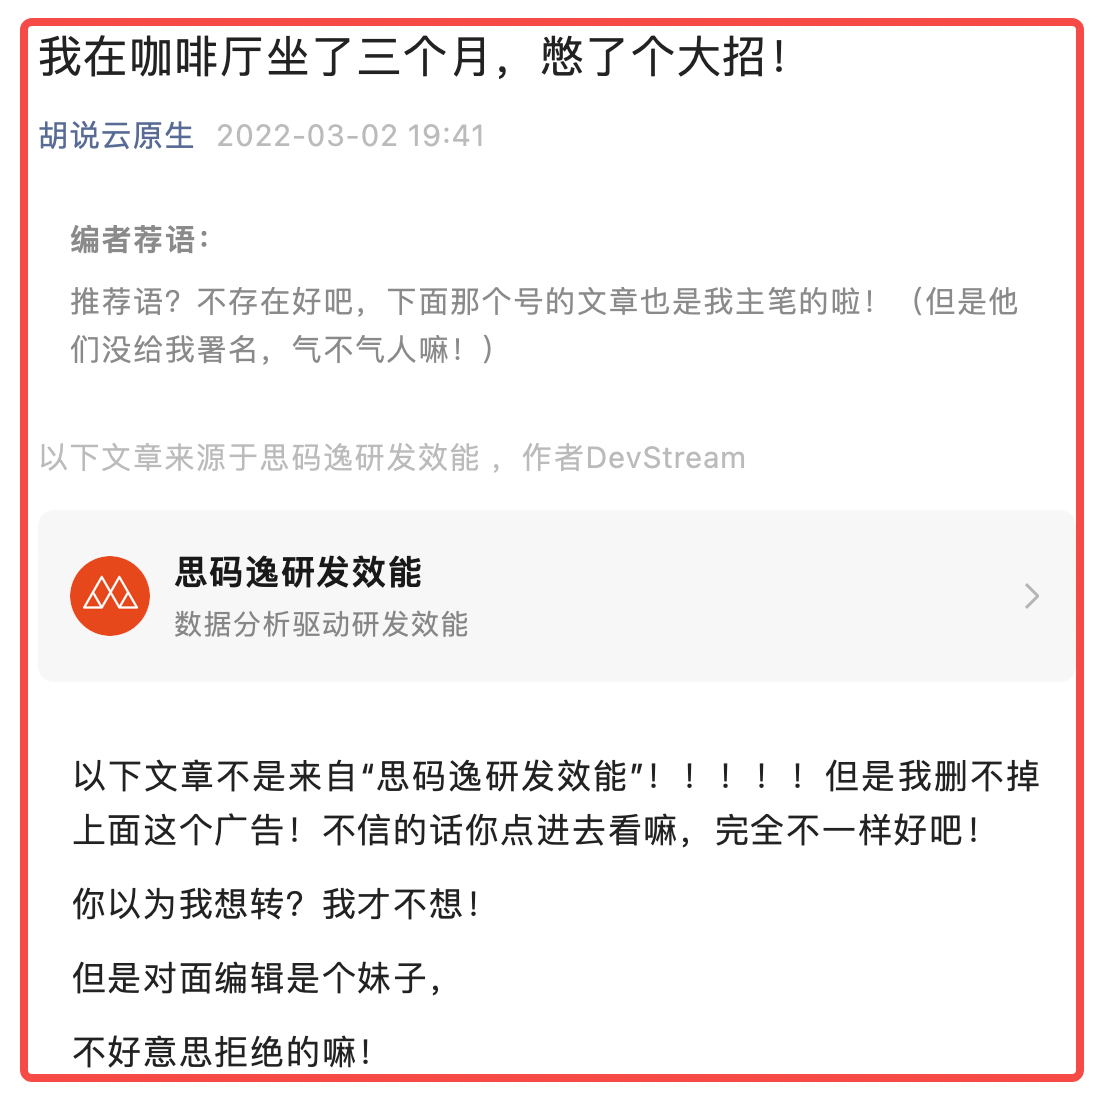 我在咖啡厅坐了三个月，憋了个大招！
胡说云原生 2022-03-02 19:41
编者荐语：
推荐语？不存在好吧，下面那个号的文章也是我主笔的啦！（但是他
们没给我署名，气不气人嘛！）
以下文章来源于思码逸研发效能 ，作者DevStream
思码逸研发效能
数据分析驱动研发效能
以下文章不是来自“思码逸研发效能”！！！！！但是我删不掉
上面这个广告！不信的话你点进去看嘛，完全不一样好吧！
你以为我想转？我才不想！
但是对面编辑是个妹子，
不好意思拒绝的嘛！